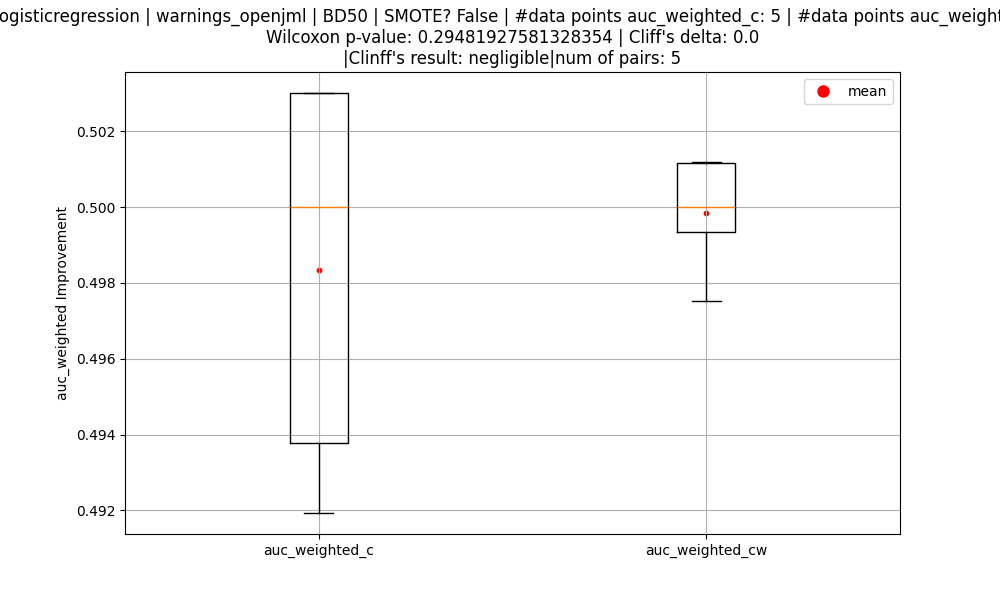 ogisticregression | warnings_openjml | BD50 | SMOTE? False | #data points auc_weighted_c: 5 | #data points auc_weight
Wilcoxon p-value: 0.29481927581328354 | Cliff's delta: 0.0
|Clinff's result: negligible|num of pairs: 5
mean
0.502
0.500
0.498
0.496
0.494
0.492
auc_weighted Improvement
auc_weighted_c
auc_weighted_cw